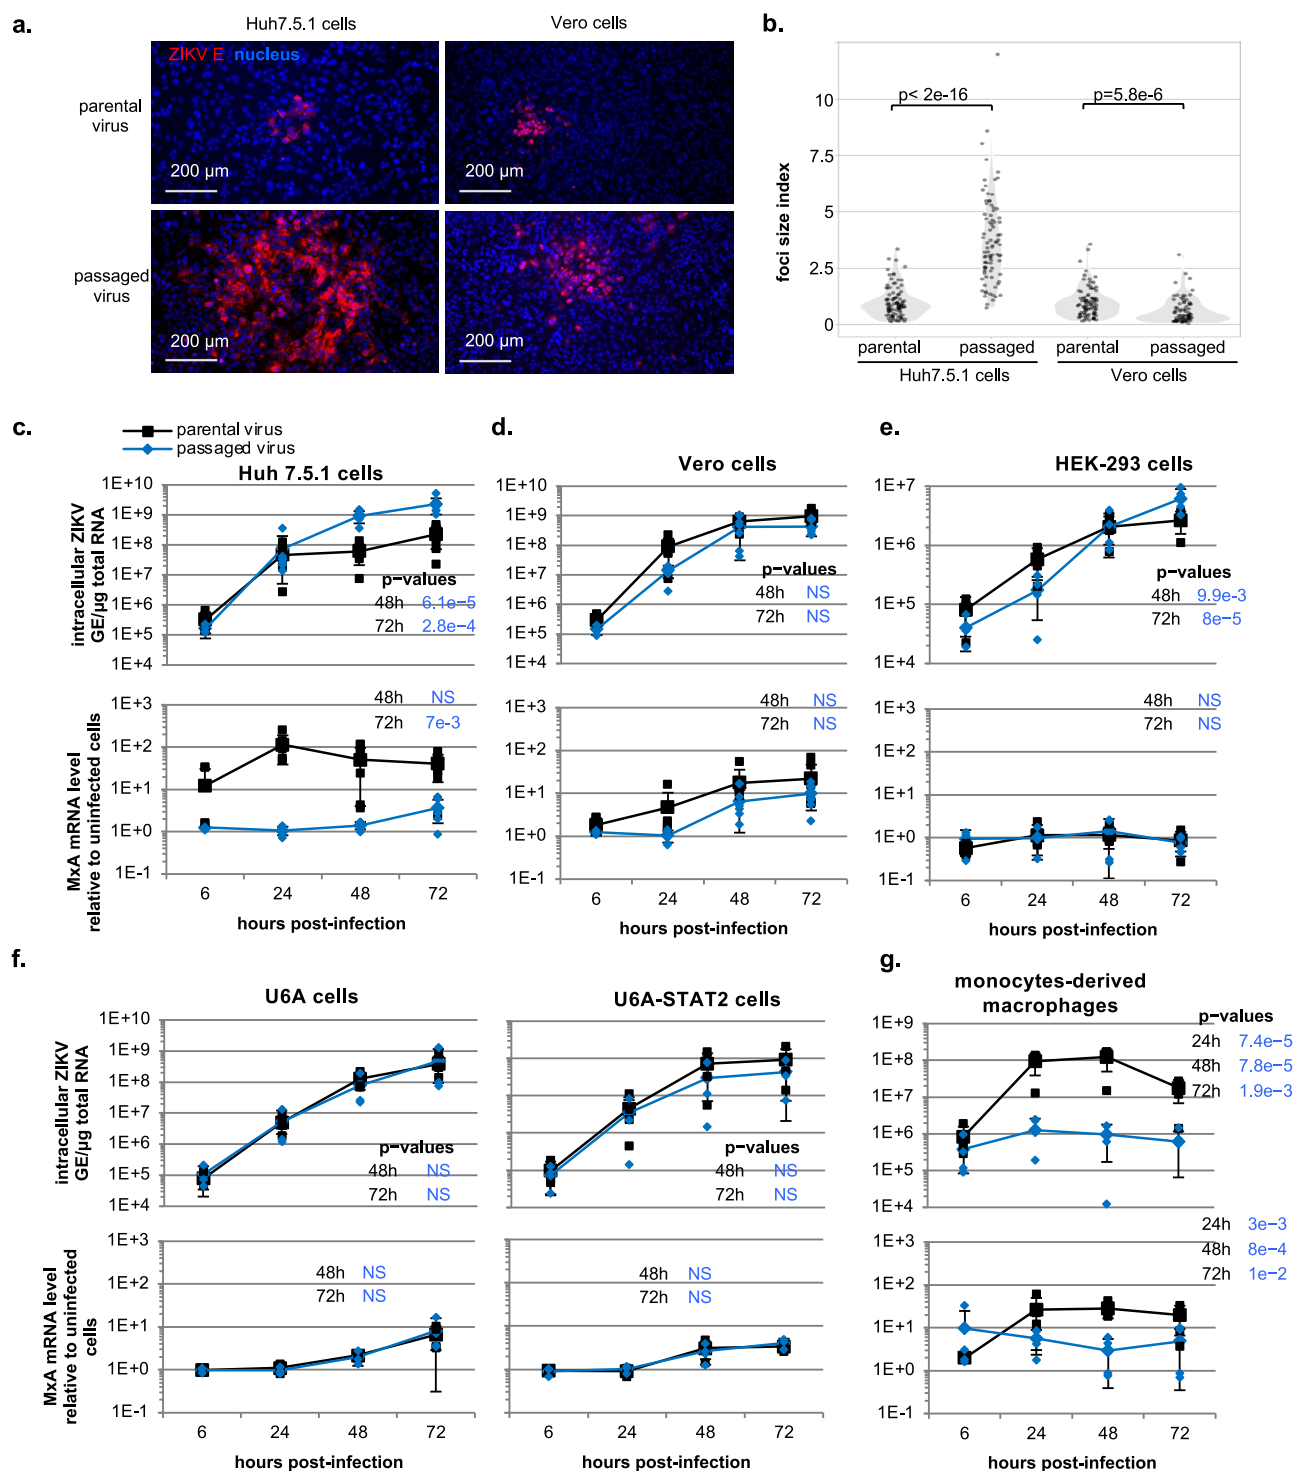 a.
Huh7.5.1 cells
Vero cells
ZIKV E nucleus
parental
virus
200 µm
200 µm
passaged
virus
200 µm
200 µm
b.
p< 2e-16
p=5.8e-6
foci size index
10
7.5
5
2.5
0
parental
passaged
parental
passaged
Huh7.5.1 cells
Vero cells
c.
parental virus
passaged virus
Huh 7.5.1 cells
intracellular ZIKV
GE/µg total RNA
1E+10
1E+9
1E+8
1E+7
1E+6
1E+5
1E+4
p−values
48h 6.1e−5
72h 2.8e−4
MxA mRNA level
relative to uninfected cells
1E+3
1E+2
1E+1
1E+0
1E-1
48h NS
72h 7e-3
6 24 48 72
hours post-infection
d.
Vero cells
1E+10
1E+9
1E+8
1E+7
1E+6
1E+5
1E+4
p−values
48h NS
72h NS
1E+3
1E+2
1E+1
1E+0
1E-1
48h NS
72h NS
6 24 48 72
hours post-infection
e.
HEK-293 cells
1E+7
1E+6
1E+5
1E+4
p−values
48h 9.9e-3
72h 8e−5
1E+3
1E+2
1E+1
1E+0
1E-1
48h NS
72h NS
6 24 48 72
hours post-infection
f.
U6A cells
intracellular ZIKV
GE/µg total RNA
1E+10
1E+9
1E+8
1E+7
1E+6
1E+5
1E+4
p−values
48h NS
72h NS
MxA mRNA level
relative to uninfected
cells
1E+3
1E+2
1E+1
1E+0
1E-1
48h NS
72h NS
6 24 48 72
hours post-infection
U6A-STAT2 cells
p−values
48h NS
72h NS
48h NS
72h NS
6 24 48 72
hours post-infection
g.
monocytes-derived
macrophages
1E+9
1E+8
1E+7
1E+6
1E+5
1E+4
p−values
24h 7.4e−5
48h 7.8e−5
72h 1.9e−3
1E+3
1E+2
1E+1
1E+0
1E-1
24h 3e−3
48h 8e−4
72h 1e−2
6 24 48 72
hours post-infection